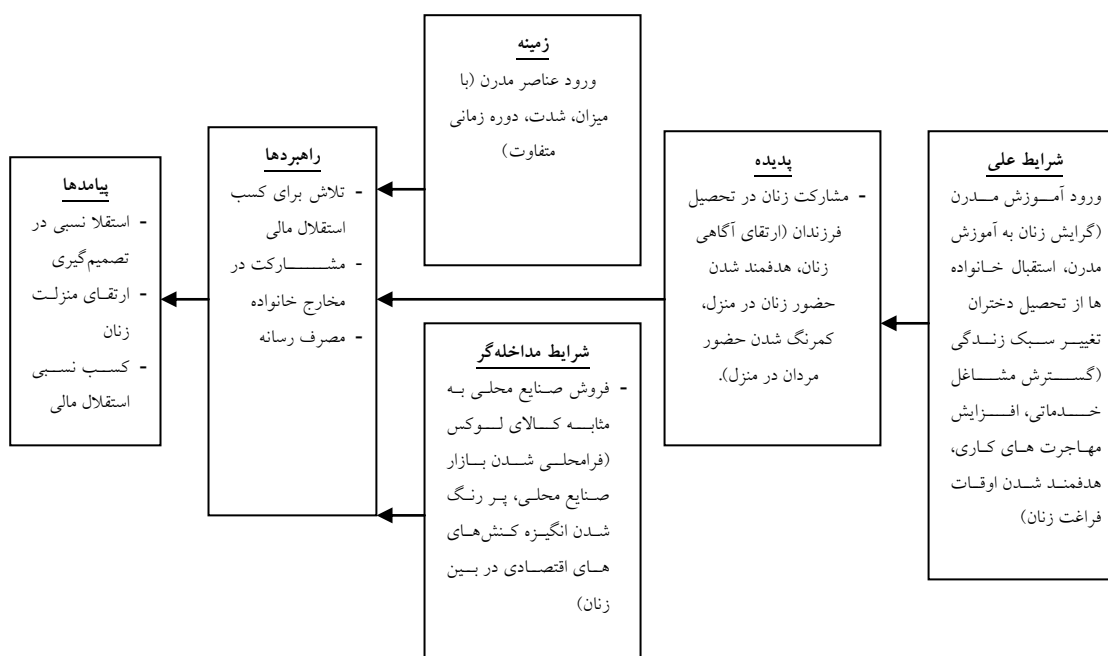 شرایط علی
ورود آموزش مدرن
(گرایش زنان به آموزش
مدرن، استقبال خانواده
ها از تحصیل دختران
تغییر سبک زندگی
(گسترش مشاغل
خدماتی، افزایش
مهاجرت های کاری،
هدفمند شدن اوقات
فراغت زنان)
پدیده
- مشارکت زنان در تحصیل
فرزندان (ارتقای آگاهی
زنان، هدفمند شدن
حضور زنان در منزل،
کمرنگ شدن حضور
مردان در منزل).
زمینه
ورود عناصر مدرن (با
میزان، شدت، دوره زمانی
متفاوت)
شرایط مداخله‌گر
- فروش صنایع محلی به
مثابه کالای لوکس
(فرامحلی شدن بازار
صنایع محلی، پر رنگ
شدن انگیزه کنش‌های
های اقتصادی در بین
زنان)
راهبردها
- تلاش برای کسب
استقلال مالی
- مشارکت در
مخارج خانواده
- مصرف رسانه
پیامدها
- استقلا نسبی در
تصمیم‌گیری
- ارتقای منزلت
زنان
- کسب نسبی
استقلال مالی